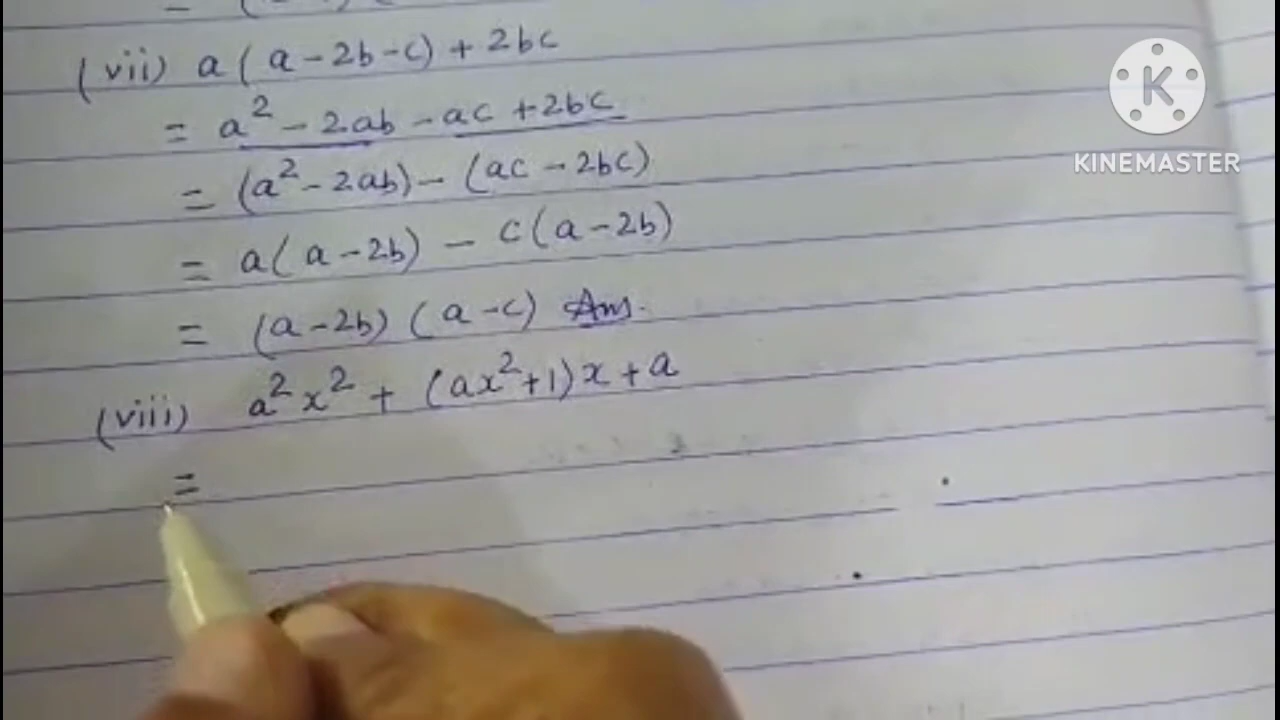 (vii) a(a-2b-c)+2bc
= a² - 2ab - ac + 2bc
= (a² - 2ab) - (ac - 2bc)
= a(a-2b) - c(a-2b)
= (a-2b)(a-c) Ans.
(viii) a²x² + (ax²+1)x + a
=
K
KINEMASTER